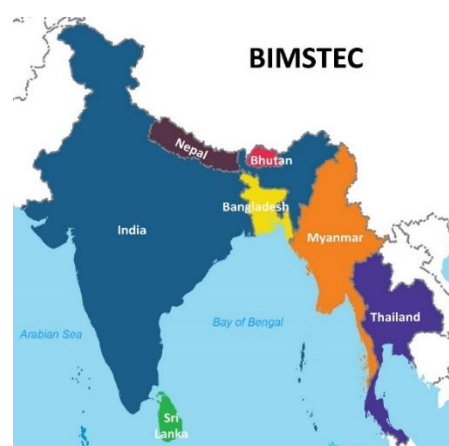 BIMSTEC
Nepal
Bhutan
Bangladesh
India
Myanmar
Thailand
Bay of Bengal
Arabian Sea
Sri
Lanka